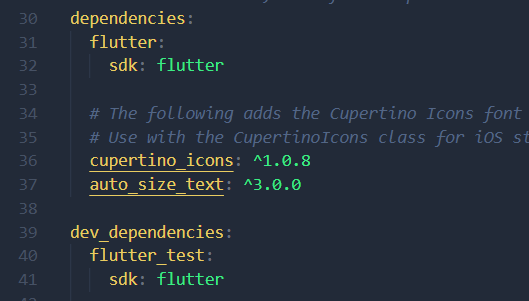 30 dependencies:
31 flutter:
32 sdk: flutter
33
34 # The following adds the Cupertino Icons font
35 # Use with the CupertinoIcons class for iOS
36 cupertino_icons: ^1.0.8
37 auto_size_text: ^3.0.0
38
39 dev_dependencies:
40 flutter_test:
41 sdk: flutter